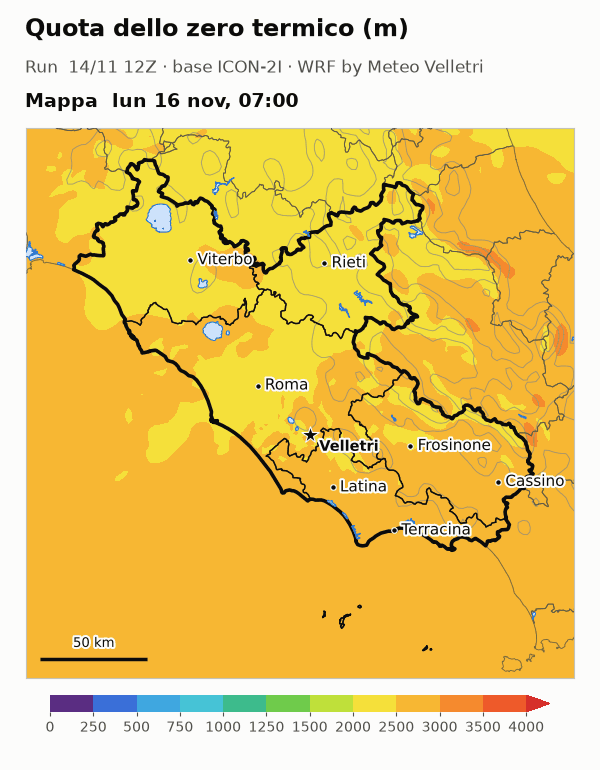 Quota dello zero termico (m)
Run 14/11 12Z · base ICON-2I · WRF by Meteo Velletri
Mappa lun 16 nov, 07:00
Viterbo
Rieti
Roma
Velletri
Frosinone
Cassino
Latina
Terracina
50 km
0 250 500 750 1000 1250 1500 2000 2500 3000 3500 4000